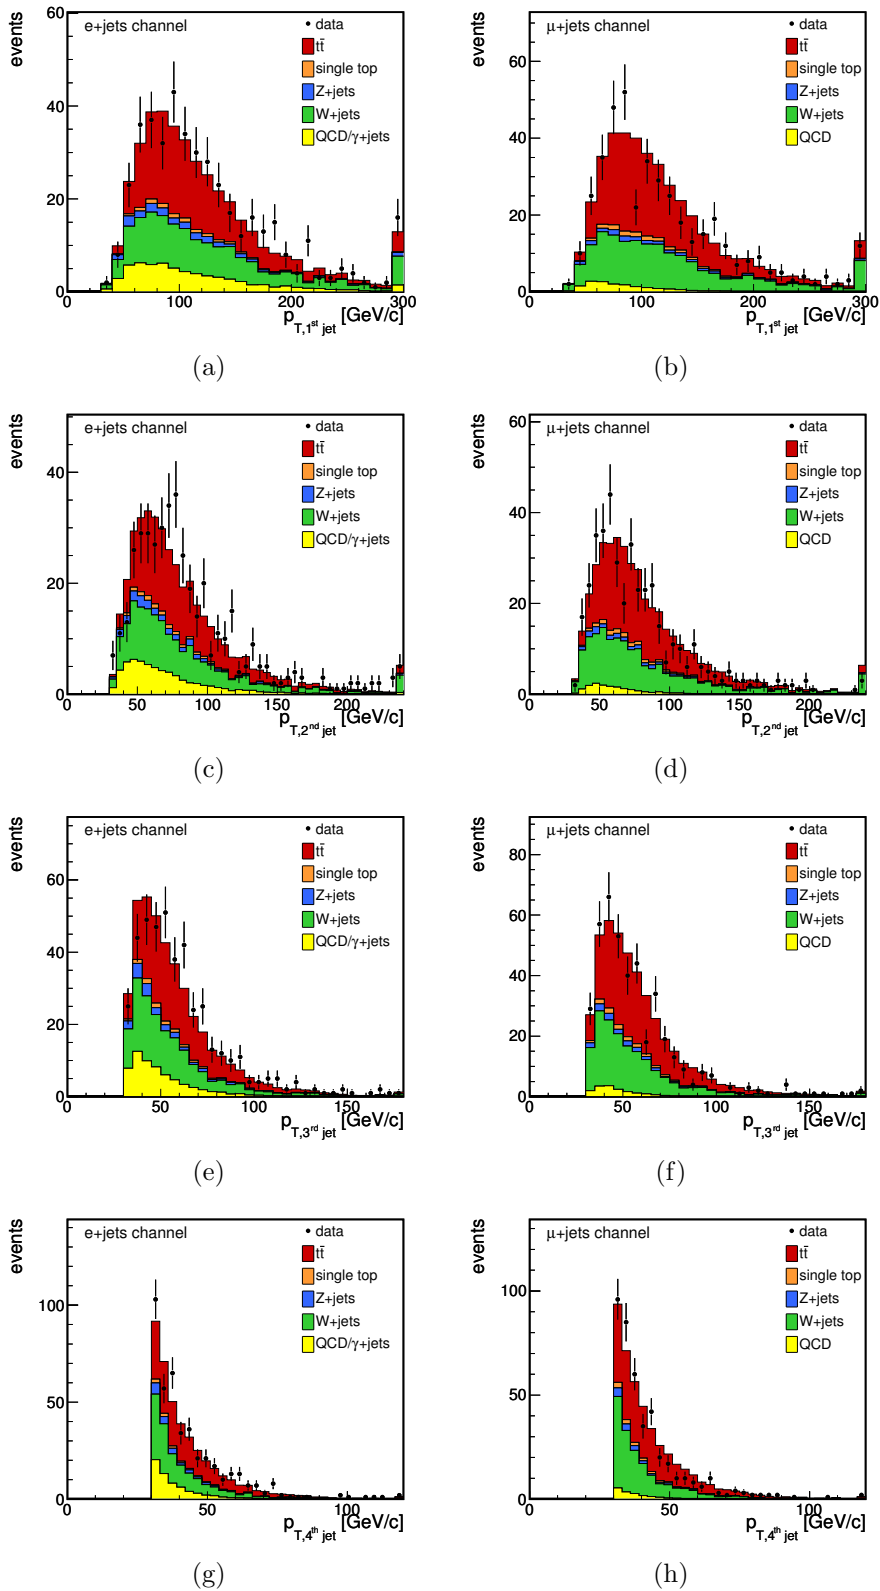 events
60
40
20
0
e+jets channel
data
tt̄
single top
Z+jets
W+jets
QCD/γ+jets
0 100 200 300
p_T,1st jet [GeV/c]
(a)
events
60
40
20
0
μ+jets channel
data
tt̄
single top
Z+jets
W+jets
QCD
0 100 200 300
p_T,1st jet [GeV/c]
(b)
events
40
20
0
e+jets channel
data
tt̄
single top
Z+jets
W+jets
QCD/γ+jets
0 50 100 150 200
p_T,2nd jet [GeV/c]
(c)
events
60
40
20
0
μ+jets channel
data
tt̄
single top
Z+jets
W+jets
QCD
0 50 100 150 200
p_T,2nd jet [GeV/c]
(d)
events
60
40
20
0
e+jets channel
data
tt̄
single top
Z+jets
W+jets
QCD/γ+jets
0 50 100 150
p_T,3rd jet [GeV/c]
(e)
events
80
60
40
20
0
μ+jets channel
data
tt̄
single top
Z+jets
W+jets
QCD
0 50 100 150
p_T,3rd jet [GeV/c]
(f)
events
100
50
0
e+jets channel
data
tt̄
single top
Z+jets
W+jets
QCD/γ+jets
0 50 100
p_T,4th jet [GeV/c]
(g)
events
100
50
0
μ+jets channel
data
tt̄
single top
Z+jets
W+jets
QCD
0 50 100
p_T,4th jet [GeV/c]
(h)